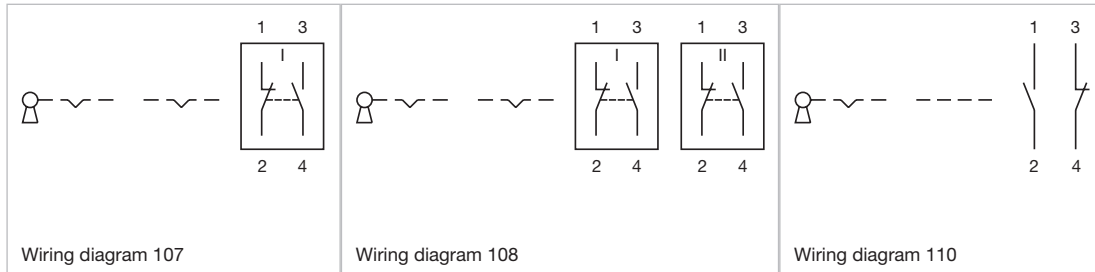 1 3
I
2 4
Wiring diagram 107
1 3 1 3
I II
2 4 2 4
Wiring diagram 108
1 3
2 4
Wiring diagram 110